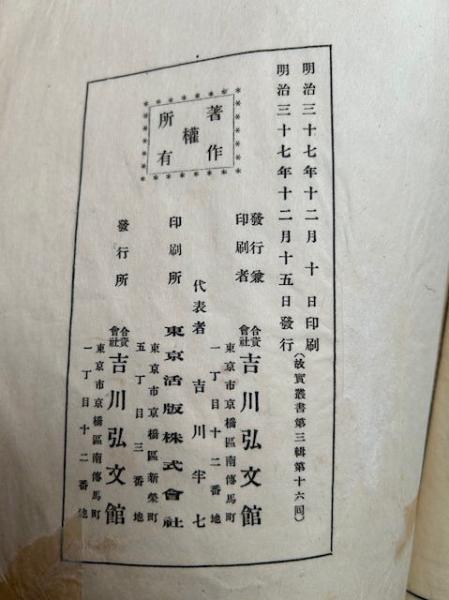 明治三十七年十二月十日印刷
明治三十七年十二月十五日發行
(故實叢書第三輯第十六回)
著作權所有
發行兼印刷者
合資會社吉川弘文館
東京市京橋區南傳馬町一丁目十二番地
代表者 吉川半七
印刷所 東京活版株式會社
東京市京橋區新榮町五丁目三番地
發行所 合資會社吉川弘文館
東京市京橋區南傳馬町一丁目十二番地